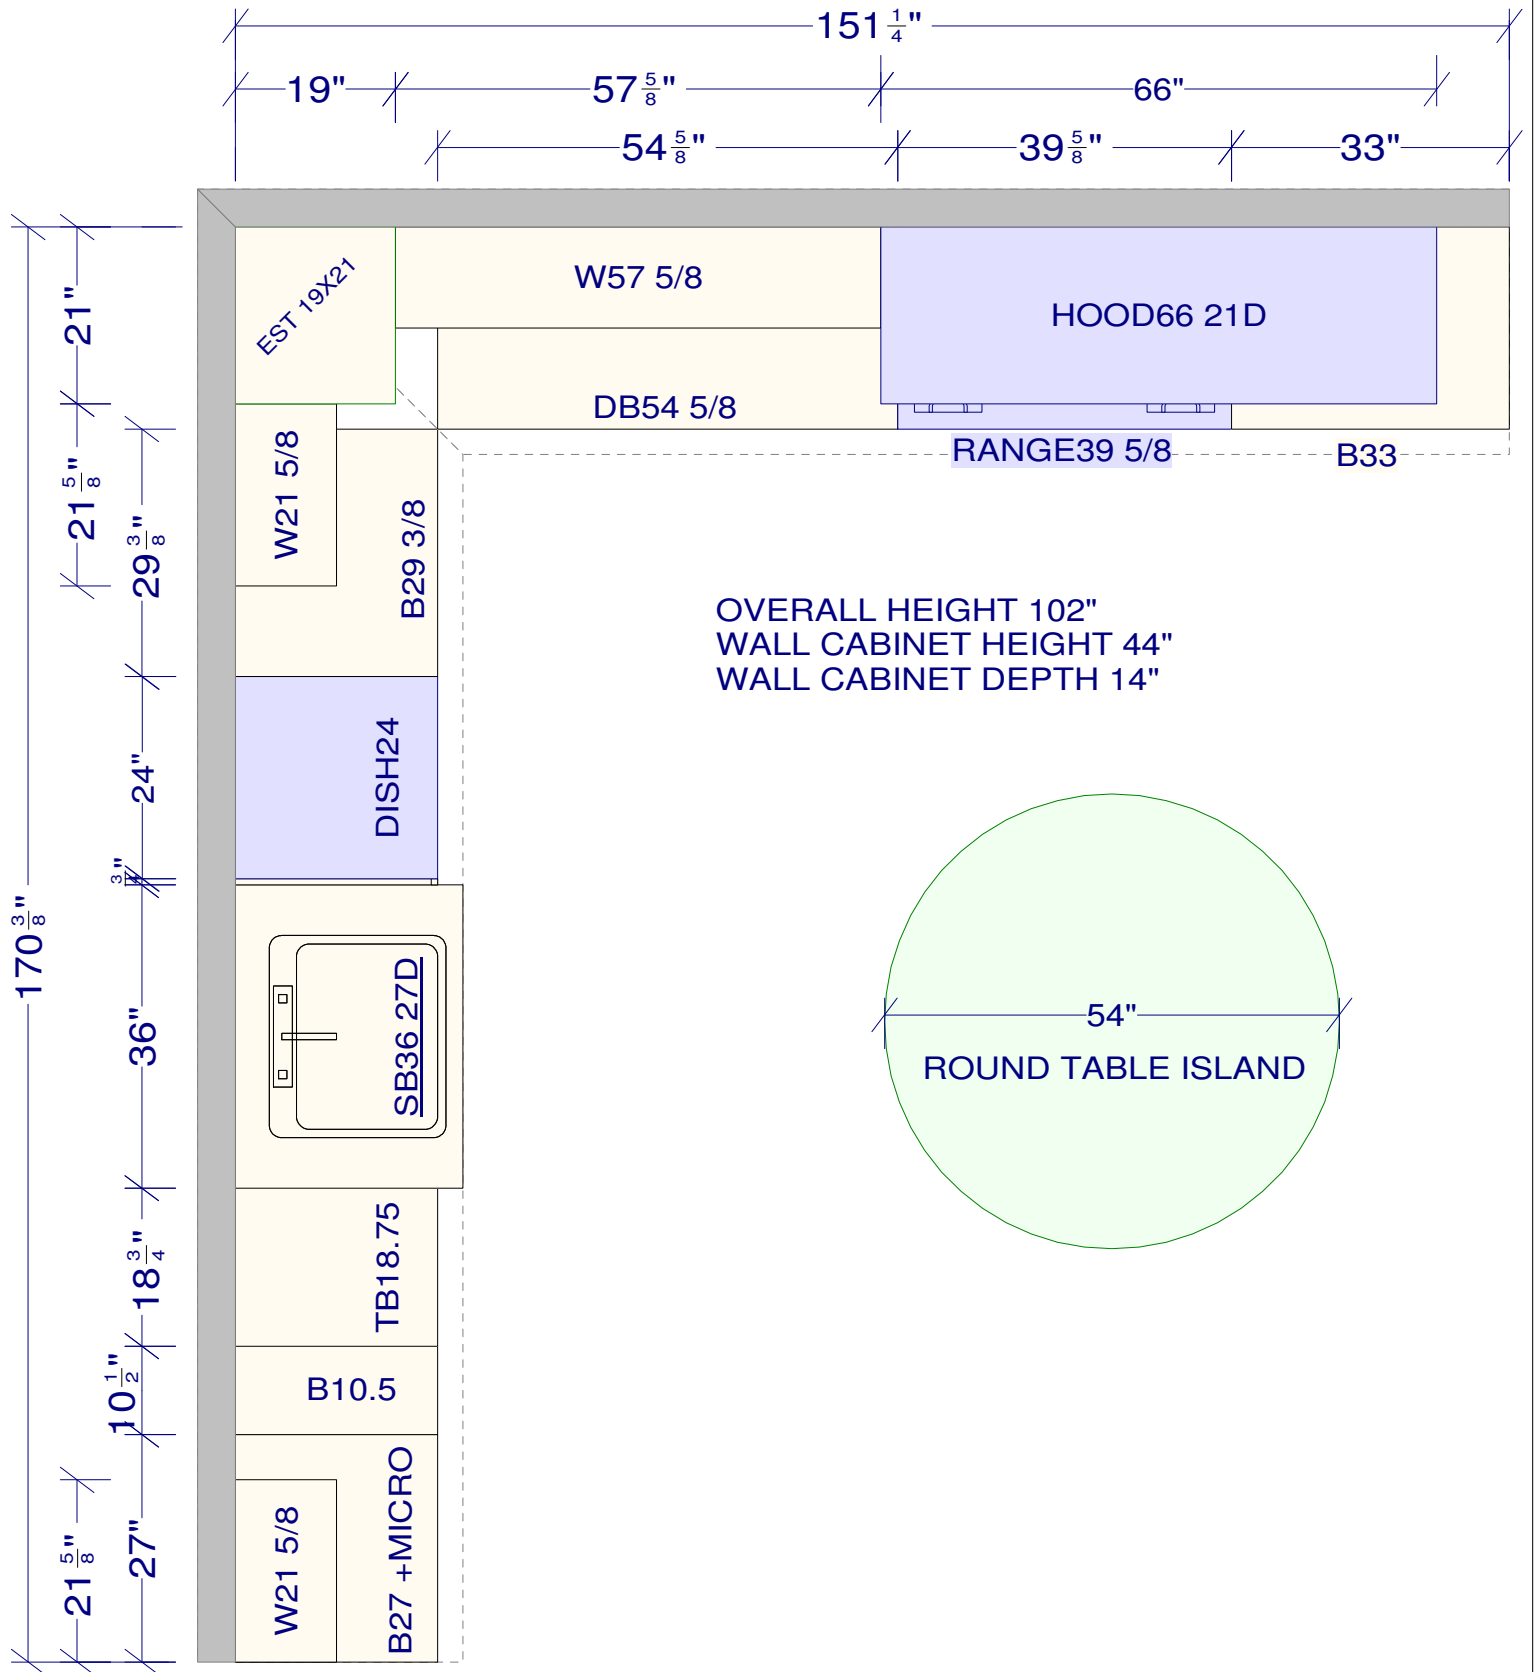 151 1/4"
19"
57 5/8"
66"
54 5/8"
39 5/8"
33"
21"
21 5/8"
29 3/8"
24"
3/4"
170 3/8"
36"
18 3/4"
10 1/2"
27"
21 5/8"
EST 19X21
W57 5/8
HOOD66 21D
DB54 5/8
RANGE39 5/8
B33
W21 5/8
B29 3/8
OVERALL HEIGHT 102"
WALL CABINET HEIGHT 44"
WALL CABINET DEPTH 14"
DISH24
SB36 27D
54"
ROUND TABLE ISLAND
TB18.75
B10.5
W21 5/8
B27 +MICRO